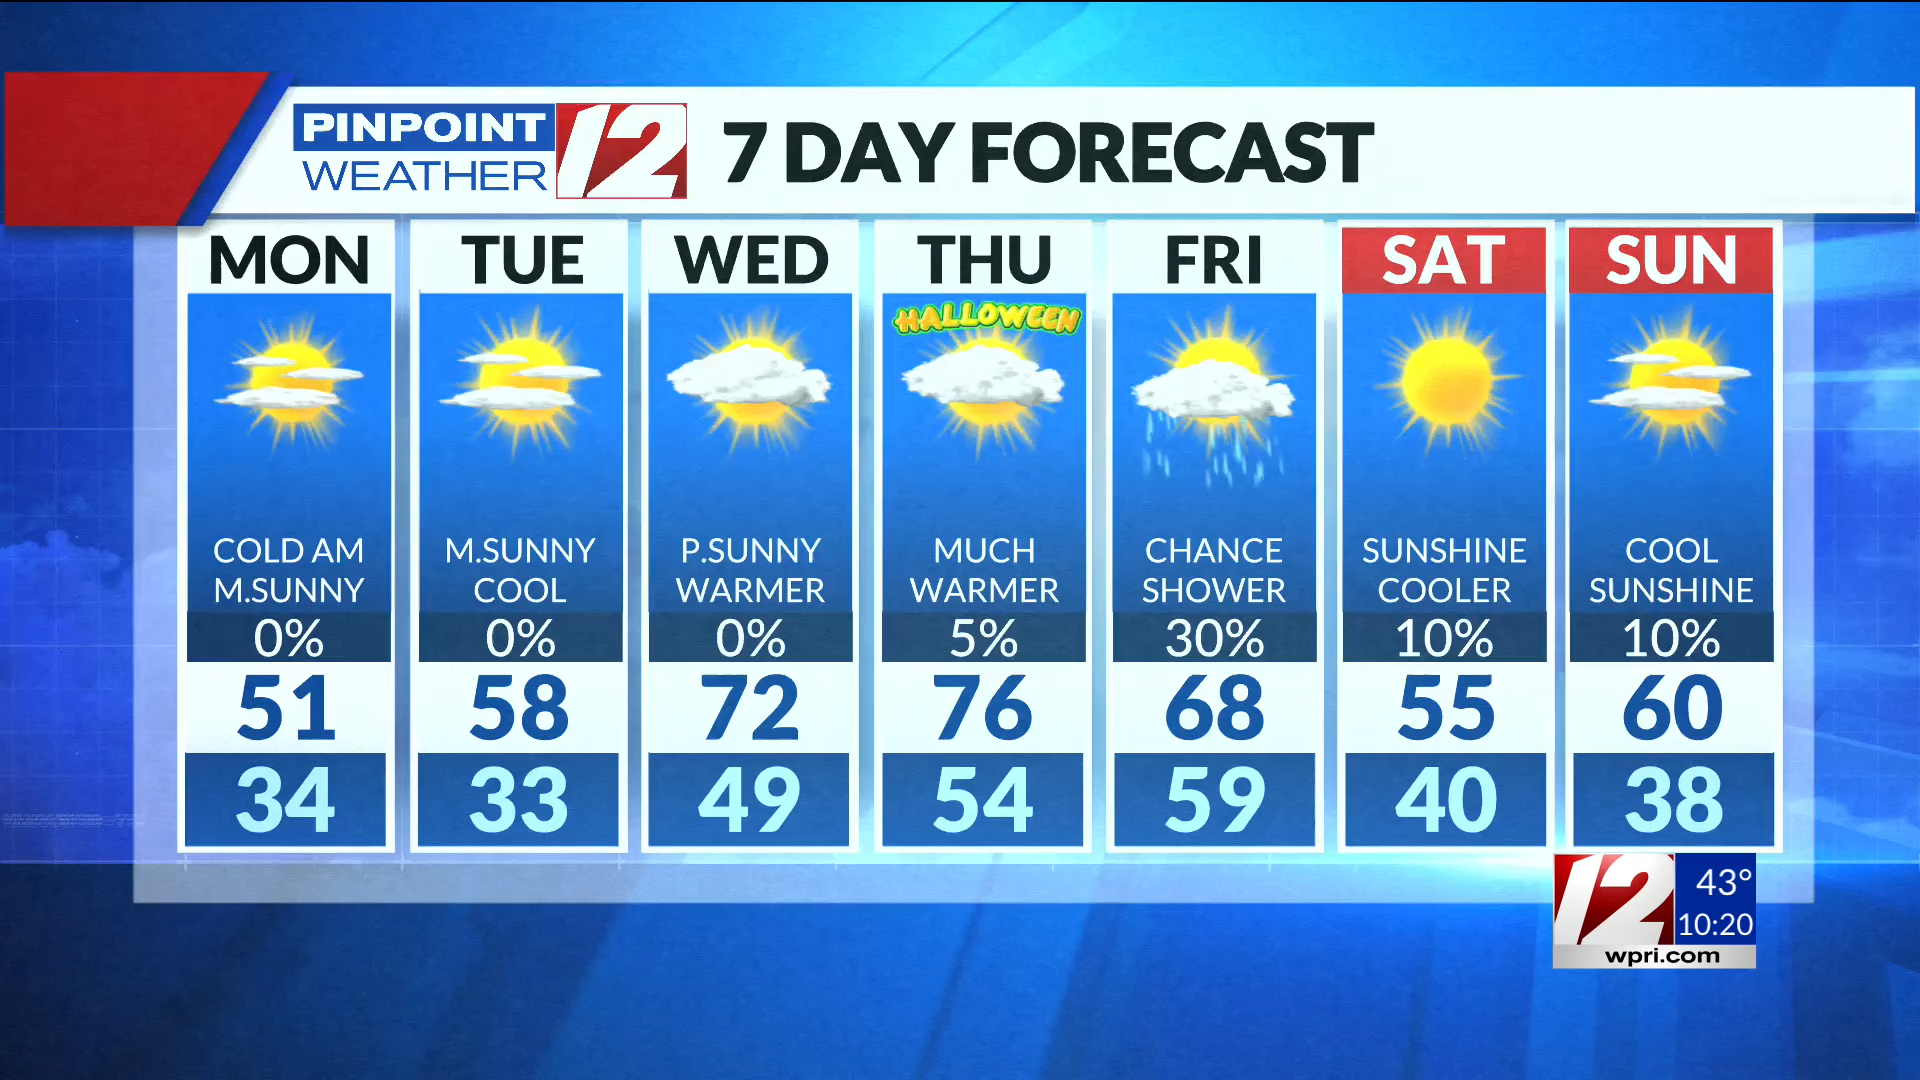 PINPOINT
WEATHER 12
7 DAY FORECAST
MON TUE WED THU FRI SAT SUN
HALLOWEEN
COLD AM M.SUNNY P.SUNNY MUCH CHANCE SUNSHINE COOL
M.SUNNY COOL WARMER WARMER SHOWER COOLER SUNSHINE
0% 0% 0% 5% 30% 10% 10%
51 58 72 76 68 55 60
34 33 49 54 59 40 38
12 43°
10:20
wpri.com